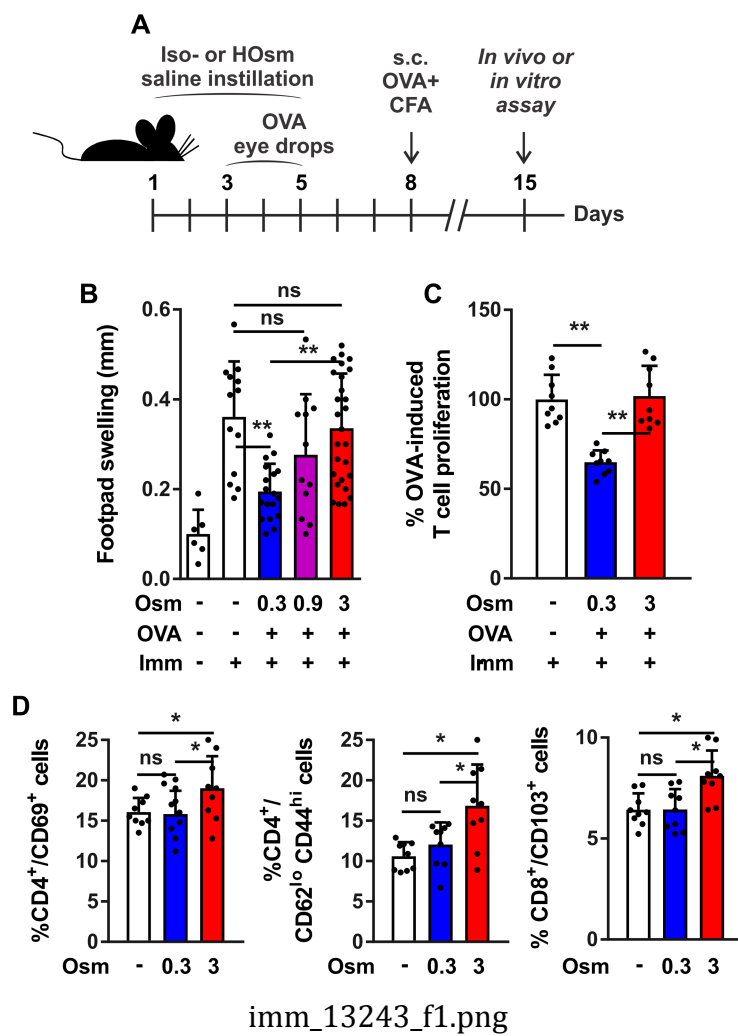 A
Iso- or HOsm
saline instillation
OVA
eye drops
s.c.
OVA+
CFA
In vivo or
in vitro
assay
1 3 5 8 15
Days
B
Footpad swelling (mm)
0.6
0.4
0.2
0.0
ns
ns
**
**
Osm - - 0.3 0.9 3
OVA - - + + +
Imm - + + + +
C
% OVA-induced
T cell proliferation
150
100
50
0
**
**
Osm - 0.3 3
OVA - + +
Imm + + +
D
%CD4+/CD69+ cells
25
20
15
10
5
0
*
ns
*
Osm - 0.3 3
%CD4+/
CD62lo CD44hi cells
25
20
15
10
5
0
*
ns
*
Osm - 0.3 3
% CD8+/CD103+ cells
10
5
0
*
ns
*
Osm - 0.3 3
imm_13243_f1.png